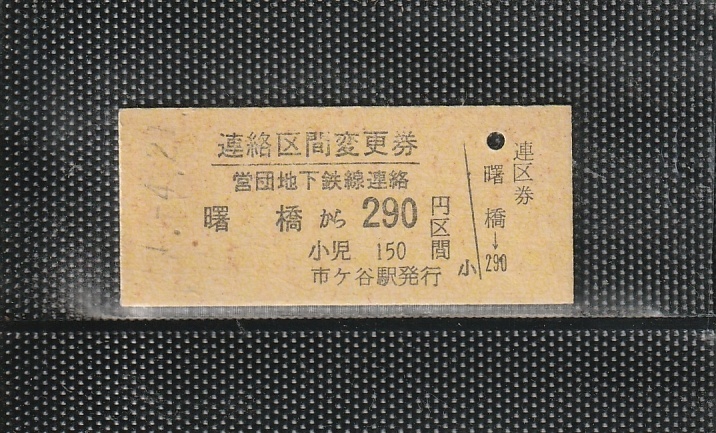 連絡区間変更券
営団地下鉄線連絡
曙橋から290円区間
小児 150
市ケ谷駅発行
連区券
曙橋→290
小